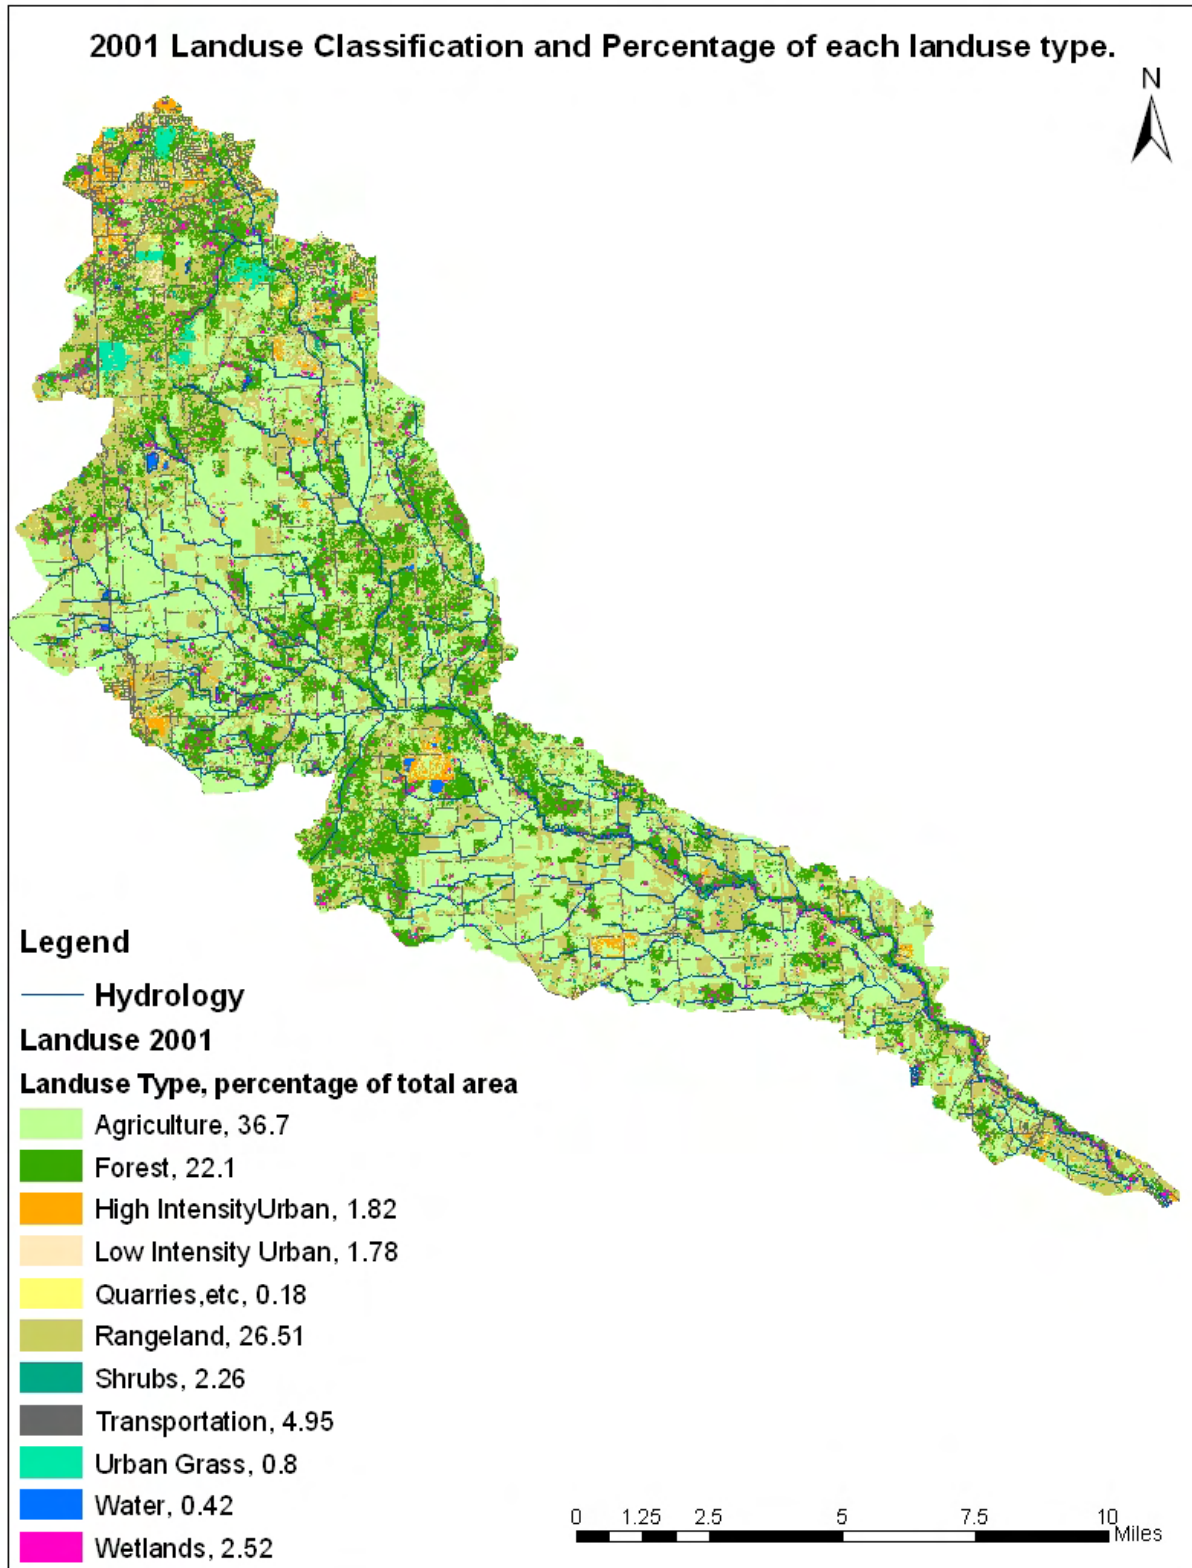 2001 Landuse Classification and Percentage of each landuse type.
N
Legend
Hydrology
Landuse 2001
Landuse Type, percentage of total area
Agriculture, 36.7
Forest, 22.1
High IntensityUrban, 1.82
Low Intensity Urban, 1.78
Quarries,etc, 0.18
Rangeland, 26.51
Shrubs, 2.26
Transportation, 4.95
Urban Grass, 0.8
Water, 0.42
Wetlands, 2.52
0 1.25 2.5 5 7.5 10
Miles